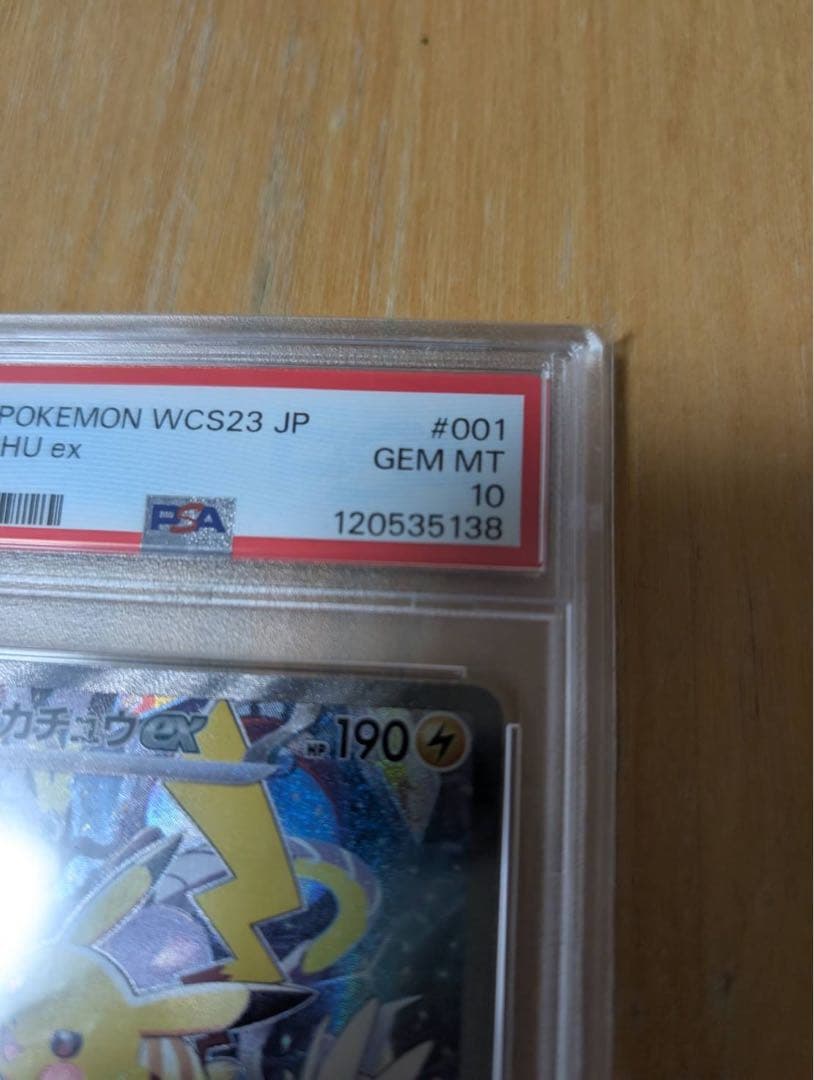 POKEMON WCS23 JP #001
HU ex GEM MT
10
PSA 120535138
カチュウex HP 190